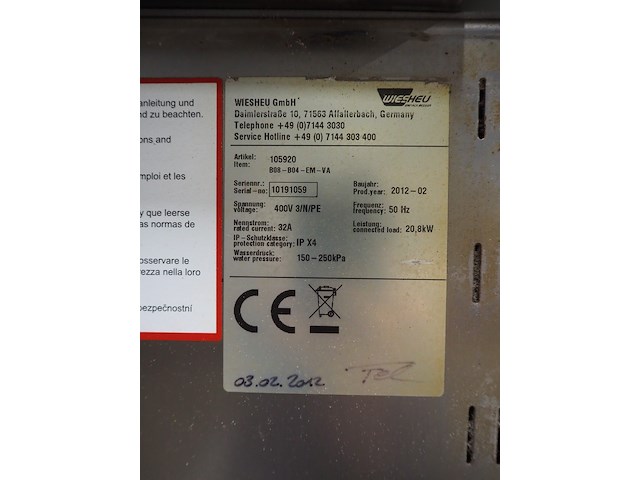 anleitung und
nd zu beachten.
ons and
mploi et les
y que leerse
as normas de
osservare le
rezza nella loro
bezpečnostní
WIESHEU GmbH
WIESHEU
Daimlerstraße 10, 71563 Affalterbach, Germany
Telephone +49 (0)7144 3030
Service Hotline +49 (0) 7144 303 400
Artikel: 105920
Item: B08-B04-EM-VA
Seriennr.: Baujahr:
Serial-no: 10191059 Prod.year: 2012-02
Spannung: Frequenz:
voltage: 400V 3/N/PE frequency: 50 Hz
Nennstrom: Leistung:
rated current: 32A connected load: 20,8kW
IP-Schutzklasse:
protection category: IP X4
Wasserdruck:
water pressure: 150-250kPa
CE
03.02.2012